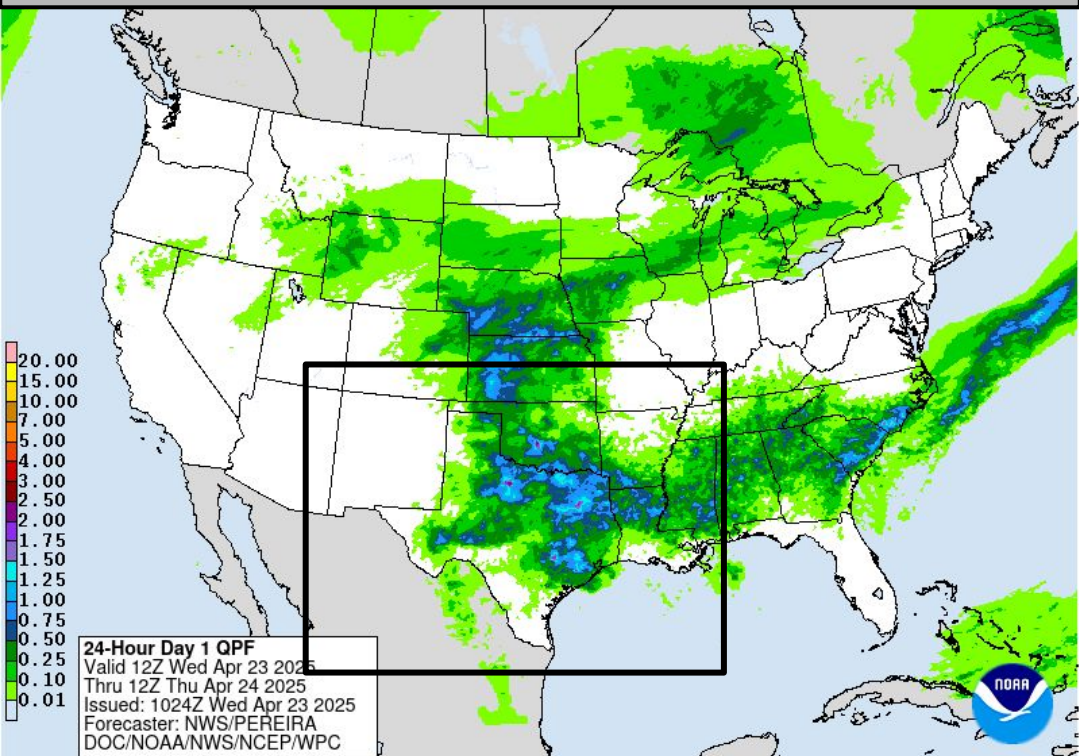 20.00
15.00
10.00
7.00
5.00
4.00
3.00
2.50
2.00
1.75
1.50
1.25
1.00
0.75
0.50
0.25
0.10
0.01
24-Hour Day 1 QPF
Valid 12Z Wed Apr 23 2025
Thru 12Z Thu Apr 24 2025
Issued: 1024Z Wed Apr 23 2025
Forecaster: NWS/PEREIRA
DOC/NOAA/NWS/NCEP/WPC
NOAA